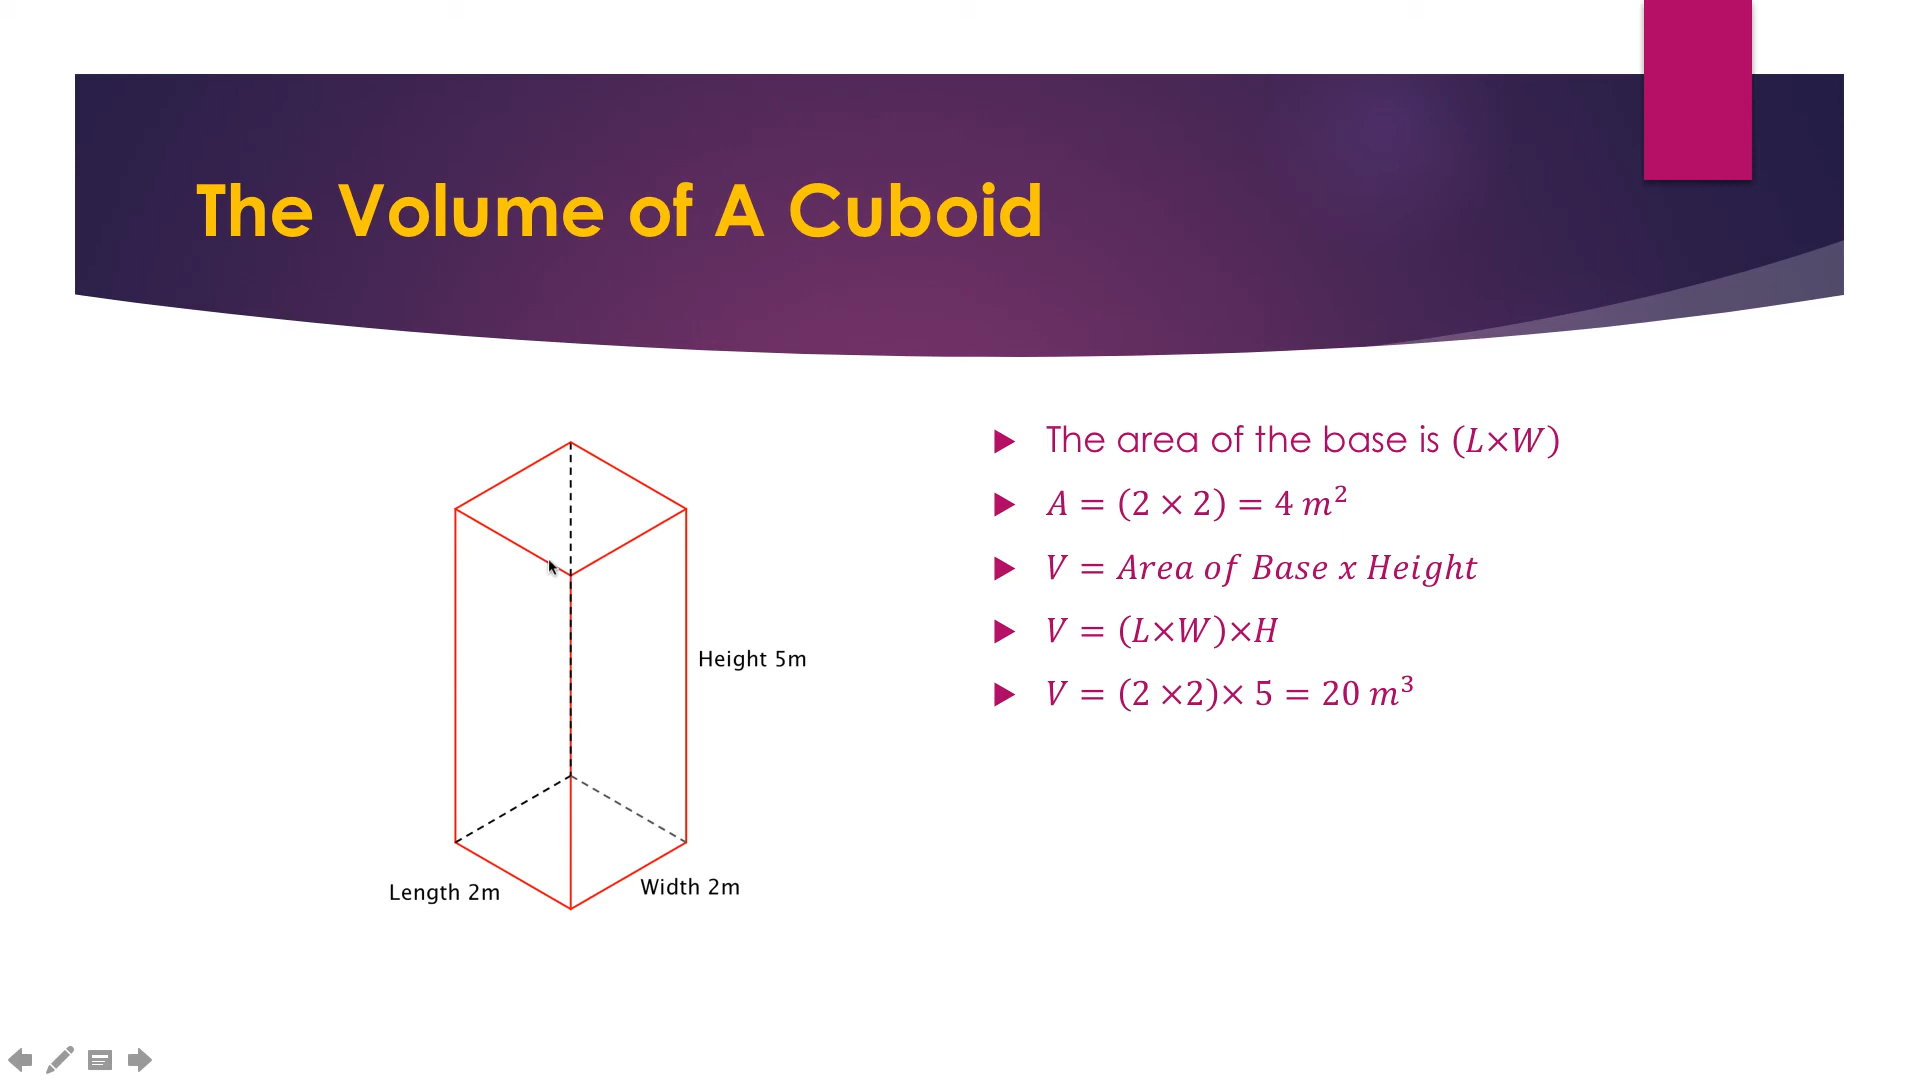 The Volume of A Cuboid
The area of the base is (L×W)
A = (2 × 2) = 4 m²
V = Area of Base x Height
V = (L×W)×H
V = (2 ×2)× 5 = 20 m³
Height 5m
Length 2m
Width 2m